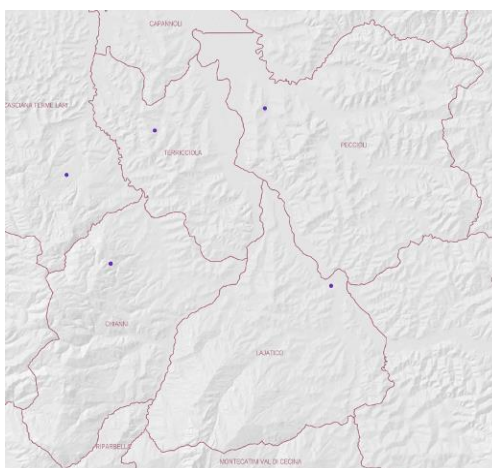 CAPANNOLI
CASCIANA TERME LARI
TERRICCIOLA
PECCIOLI
CHIANNI
LAJATICO
RIPARBELLA
MONTECATINI VAL DI CECINA